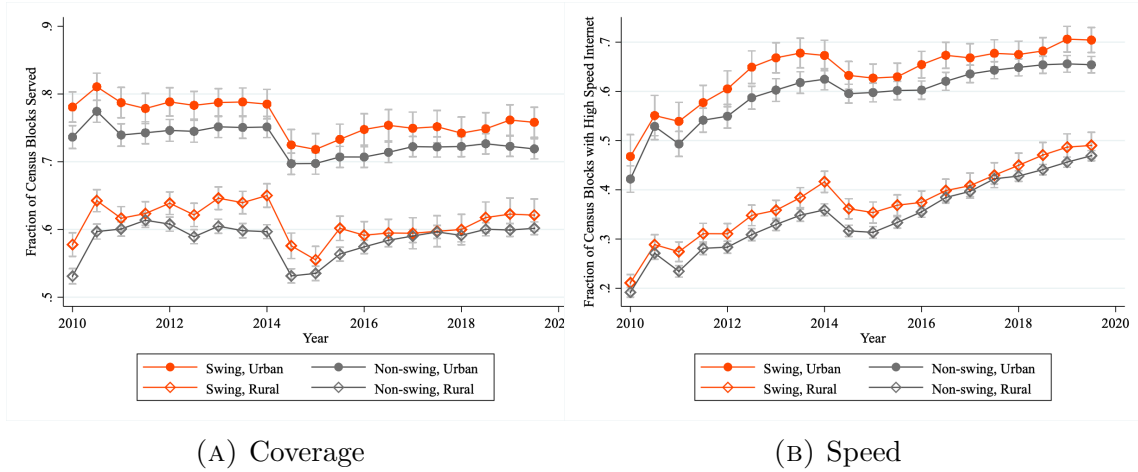 Fraction of Census Blocks Served
.9
.8
.7
.6
.5
2010 2012 2014 2016 2018 202
Year
Swing, Urban Non-swing, Urban
Swing, Rural Non-swing, Rural
(A) Coverage
Fraction of Census Blocks with High Speed Internet
.7
.6
.5
.4
.3
.2
2010 2012 2014 2016 2018 2020
Year
Swing, Urban Non-swing, Urban
Swing, Rural Non-swing, Rural
(B) Speed